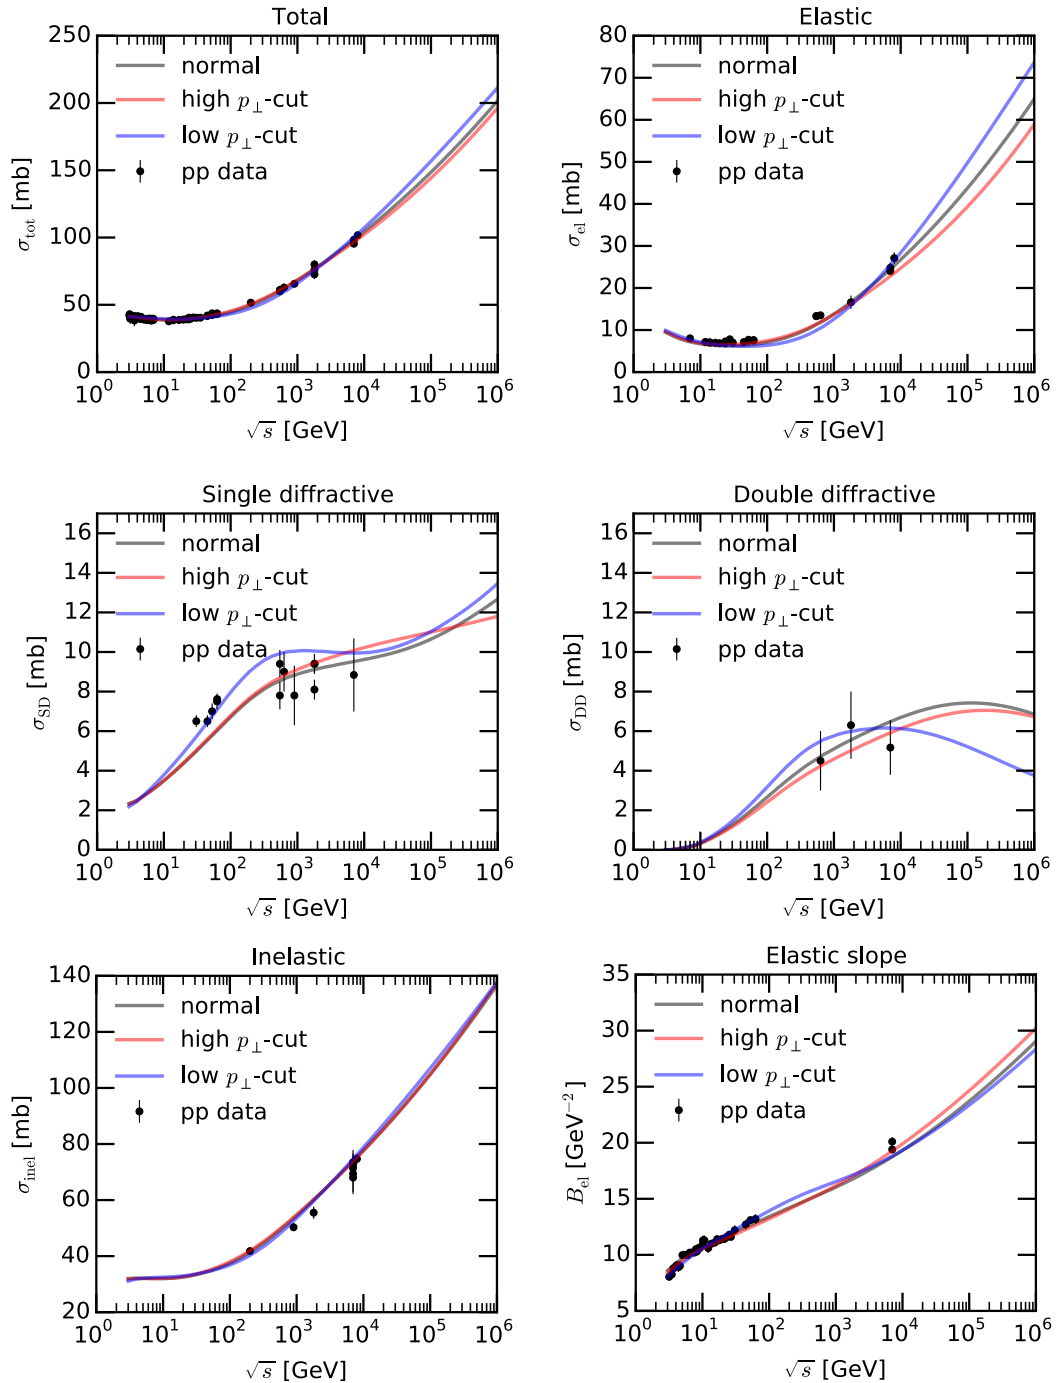 Total
250
200
150
100
50
0
σ_tot [mb]
normal
high p⊥-cut
low p⊥-cut
pp data
10^0 10^1 10^2 10^3 10^4 10^5 10^6
√s [GeV]
Elastic
80
70
60
50
40
30
20
10
0
σ_el [mb]
normal
high p⊥-cut
low p⊥-cut
pp data
10^0 10^1 10^2 10^3 10^4 10^5 10^6
√s [GeV]
Single diffractive
16
14
12
10
8
6
4
2
0
σ_SD [mb]
normal
high p⊥-cut
low p⊥-cut
pp data
10^0 10^1 10^2 10^3 10^4 10^5 10^6
√s [GeV]
Double diffractive
16
14
12
10
8
6
4
2
0
σ_DD [mb]
normal
high p⊥-cut
low p⊥-cut
pp data
10^0 10^1 10^2 10^3 10^4 10^5 10^6
√s [GeV]
Inelastic
140
120
100
80
60
40
20
σ_inel [mb]
normal
high p⊥-cut
low p⊥-cut
pp data
10^0 10^1 10^2 10^3 10^4 10^5 10^6
√s [GeV]
Elastic slope
35
30
25
20
15
10
5
B_el [GeV^−2]
normal
high p⊥-cut
low p⊥-cut
pp data
10^0 10^1 10^2 10^3 10^4 10^5 10^6
√s [GeV]